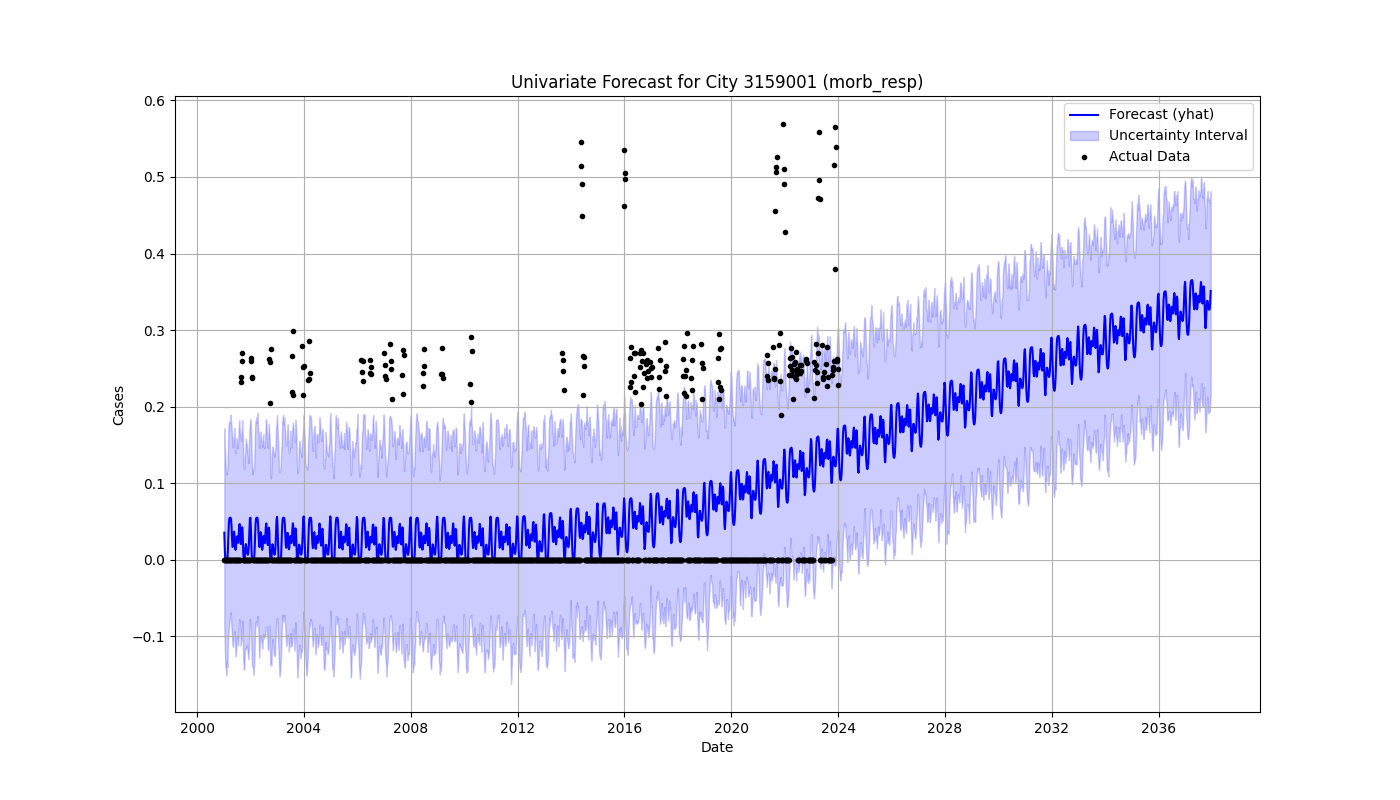 Univariate Forecast for City 3159001 (morb_resp)
Forecast (yhat)
Uncertainty Interval
Actual Data
Cases
0.6
0.5
0.4
0.3
0.2
0.1
0.0
−0.1
2000 2004 2008 2012 2016 2020 2024 2028 2032 2036
Date